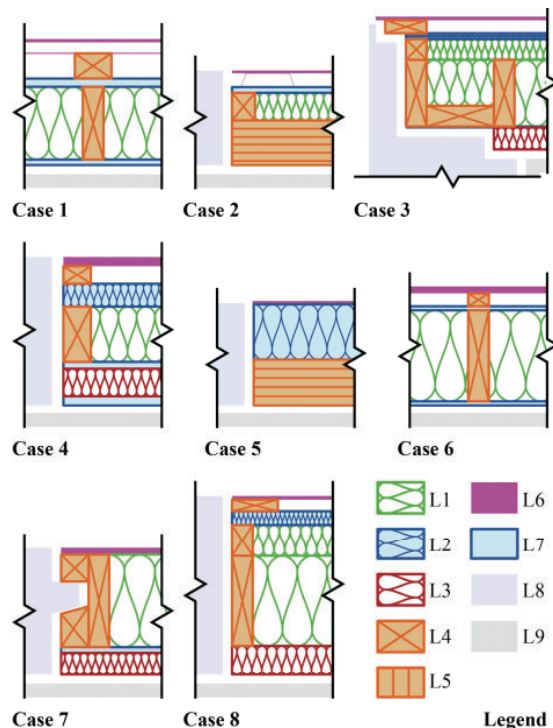 Case 1
Case 2
Case 3
Case 4
Case 5
Case 6
L1
L6
L2
L7
L3
L8
L4
L9
L5
Case 7
Case 8
Legend